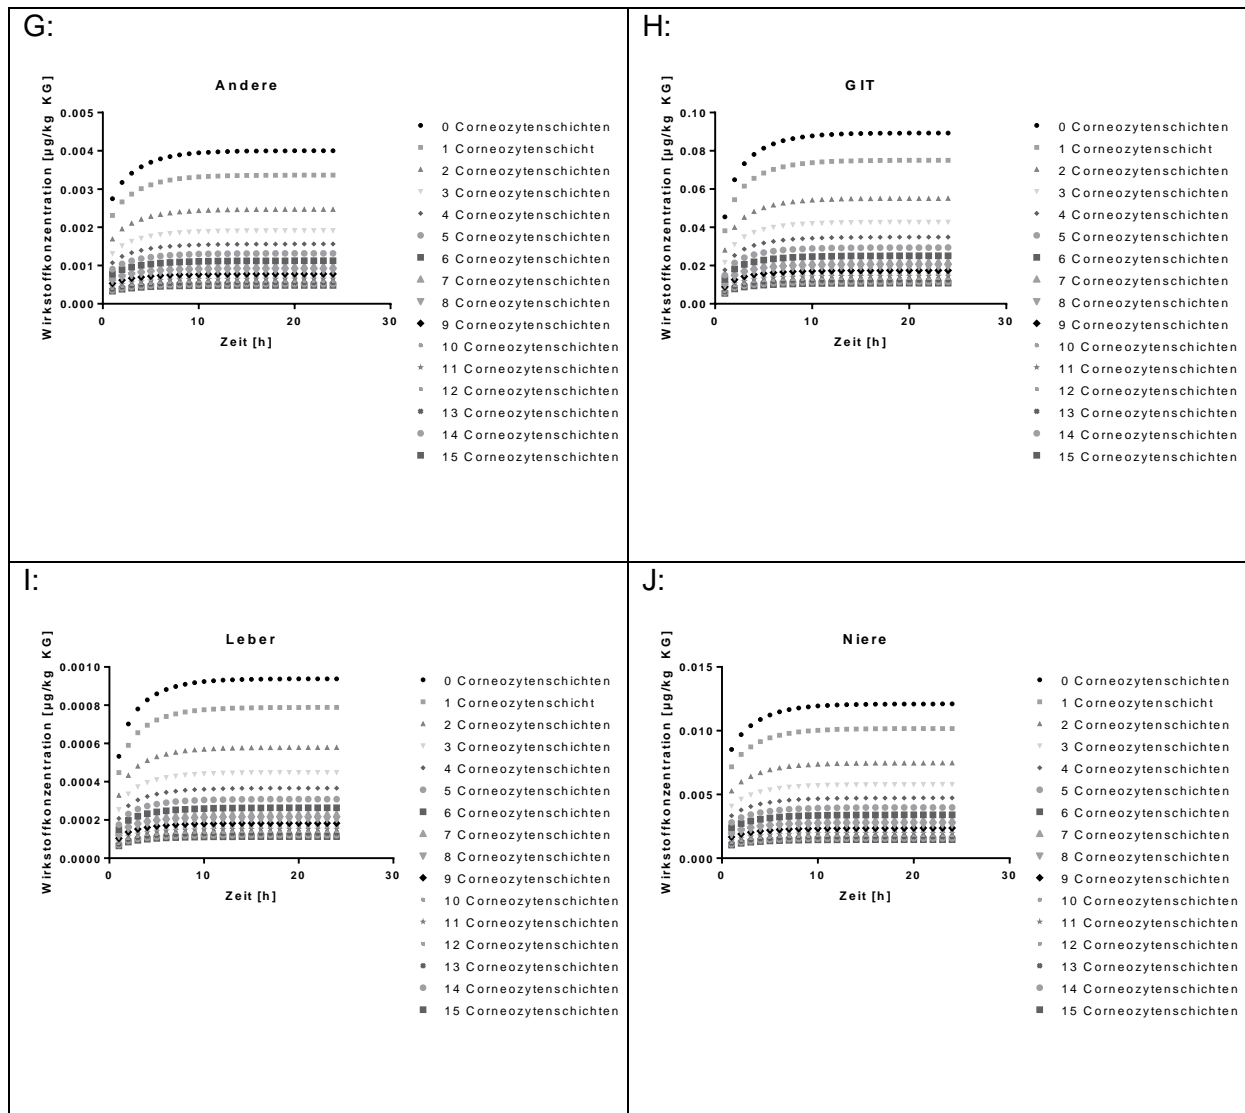 G:
Andere
Wirkstoffkonzentration [µg/kg KG]
0.005
0.004
0.003
0.002
0.001
0.000
0
10
20
30
Zeit [h]
0 Corneozytenschichten
1 Corneozytenschicht
2 Corneozytenschichten
3 Corneozytenschichten
4 Corneozytenschichten
5 Corneozytenschichten
6 Corneozytenschichten
7 Corneozytenschichten
8 Corneozytenschichten
9 Corneozytenschichten
10 Corneozytenschichten
11 Corneozytenschichten
12 Corneozytenschichten
13 Corneozytenschichten
14 Corneozytenschichten
15 Corneozytenschichten
H:
GIT
Wirkstoffkonzentration [µg/kg KG]
0.10
0.08
0.06
0.04
0.02
0.00
0
10
20
30
Zeit [h]
0 Corneozytenschichten
1 Corneozytenschicht
2 Corneozytenschichten
3 Corneozytenschichten
4 Corneozytenschichten
5 Corneozytenschichten
6 Corneozytenschichten
7 Corneozytenschichten
8 Corneozytenschichten
9 Corneozytenschichten
10 Corneozytenschichten
11 Corneozytenschichten
12 Corneozytenschichten
13 Corneozytenschichten
14 Corneozytenschichten
15 Corneozytenschichten
I:
Leber
Wirkstoffkonzentration [µg/kg KG]
0.0010
0.0008
0.0006
0.0004
0.0002
0.0000
0
10
20
30
Zeit [h]
0 Corneozytenschichten
1 Corneozytenschicht
2 Corneozytenschichten
3 Corneozytenschichten
4 Corneozytenschichten
5 Corneozytenschichten
6 Corneozytenschichten
7 Corneozytenschichten
8 Corneozytenschichten
9 Corneozytenschichten
10 Corneozytenschichten
11 Corneozytenschichten
12 Corneozytenschichten
13 Corneozytenschichten
14 Corneozytenschichten
15 Corneozytenschichten
J:
Niere
Wirkstoffkonzentration [µg/kg KG]
0.015
0.010
0.005
0.000
0
10
20
30
Zeit [h]
0 Corneozytenschichten
1 Corneozytenschicht
2 Corneozytenschichten
3 Corneozytenschichten
4 Corneozytenschichten
5 Corneozytenschichten
6 Corneozytenschichten
7 Corneozytenschichten
8 Corneozytenschichten
9 Corneozytenschichten
10 Corneozytenschichten
11 Corneozytenschichten
12 Corneozytenschichten
13 Corneozytenschichten
14 Corneozytenschichten
15 Corneozytenschichten